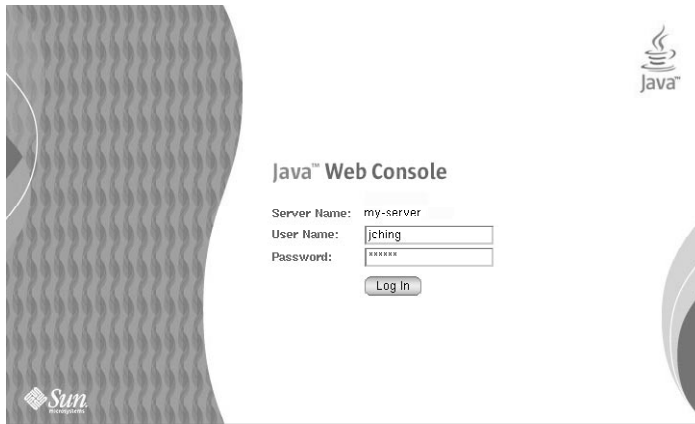 Java™
Java™ Web Console
Server Name: my-server
User Name: jching
Password: ******
Log In
Sun
microsystems